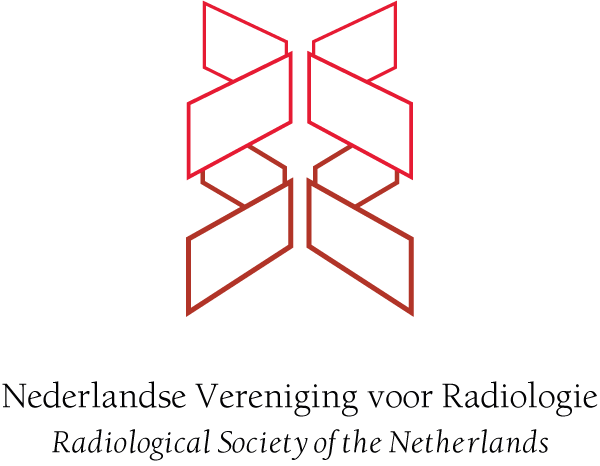 Nederlandse Vereniging voor Radiologie
Radiological Society of the Netherlands